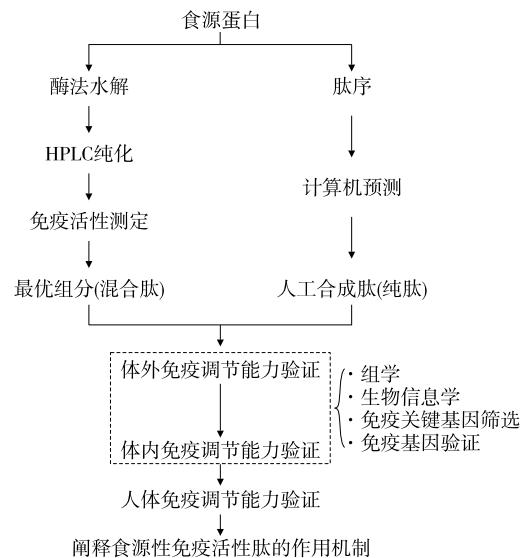 食源蛋白
酶法水解
肽序
HPLC纯化
计算机预测
免疫活性测定
最优组分(混合肽)
人工合成肽(纯肽)
体外免疫调节能力验证
体内免疫调节能力验证
· 组学
· 生物信息学
· 免疫关键基因筛选
· 免疫基因验证
人体免疫调节能力验证
阐释食源性免疫活性肽的作用机制